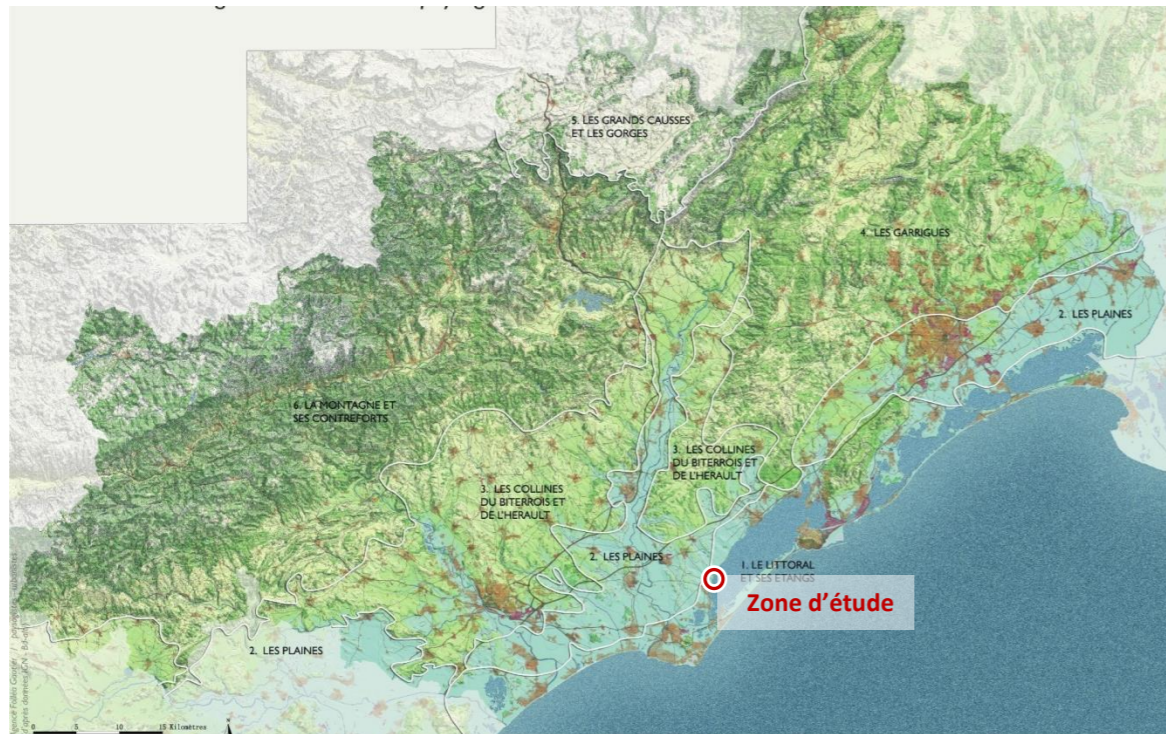 5. LES GRANDS CAUSSES
ET LES GORGES
4. LES GARRIGUES
2. LES PLAINES
6. LA MONTAGNE ET
SES CONTREFORTS
3. LES COLLINES
DU BITERROIS ET
DE L'HERAULT
3. LES COLLINES
DU BITERROIS ET
DE L'HERAULT
2. LES PLAINES
1. LE LITTORAL
ET SES ETANGS
Zone d'étude
2. LES PLAINES
0 5 10 15 Kilomètres